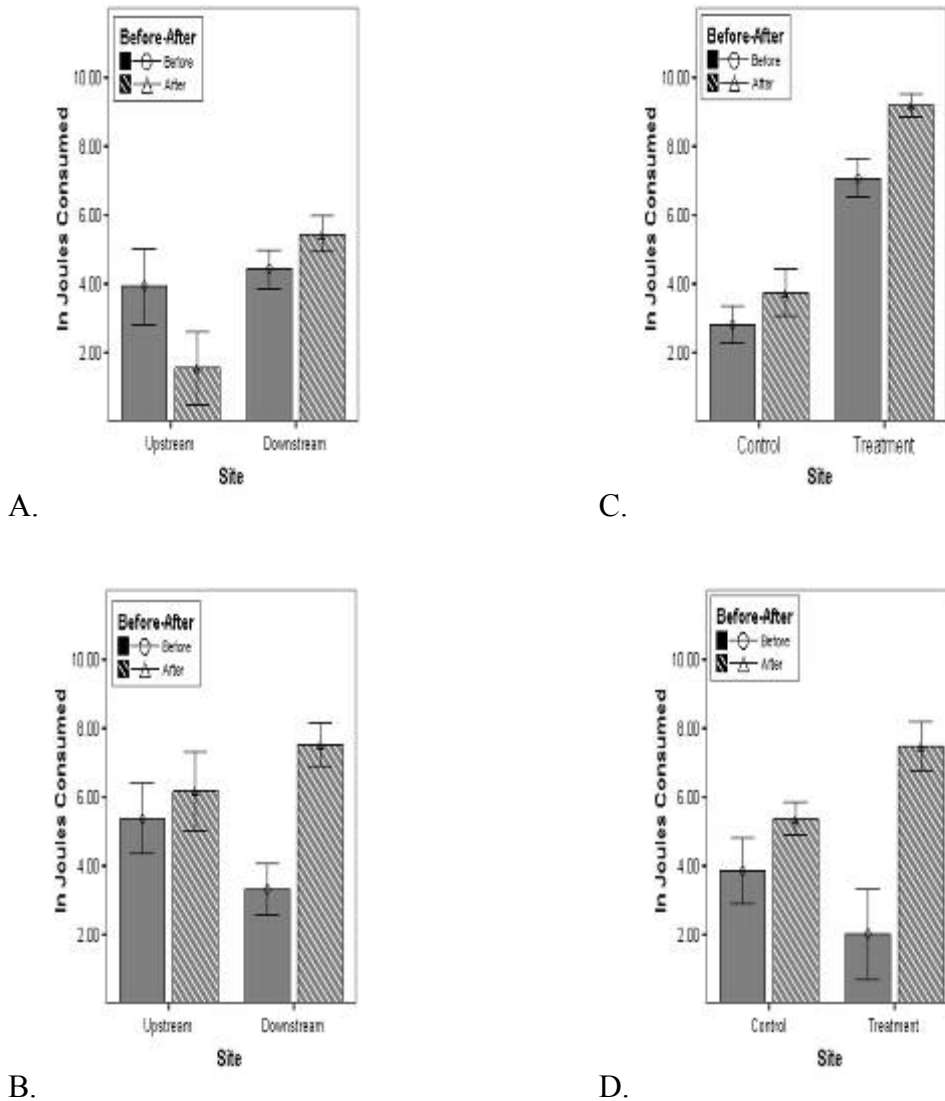 Before-After
Before
After
10.00
8.00
6.00
4.00
2.00
ln Joules Consumed
Upstream
Downstream
Site
A.
Before-After
Before
After
10.00
8.00
6.00
4.00
2.00
ln Joules Consumed
Control
Treatment
Site
C.
Before-After
Before
After
10.00
8.00
6.00
4.00
2.00
ln Joules Consumed
Upstream
Downstream
Site
B.
Before-After
Before
After
10.00
8.00
6.00
4.00
2.00
ln Joules Consumed
Control
Treatment
Site
D.